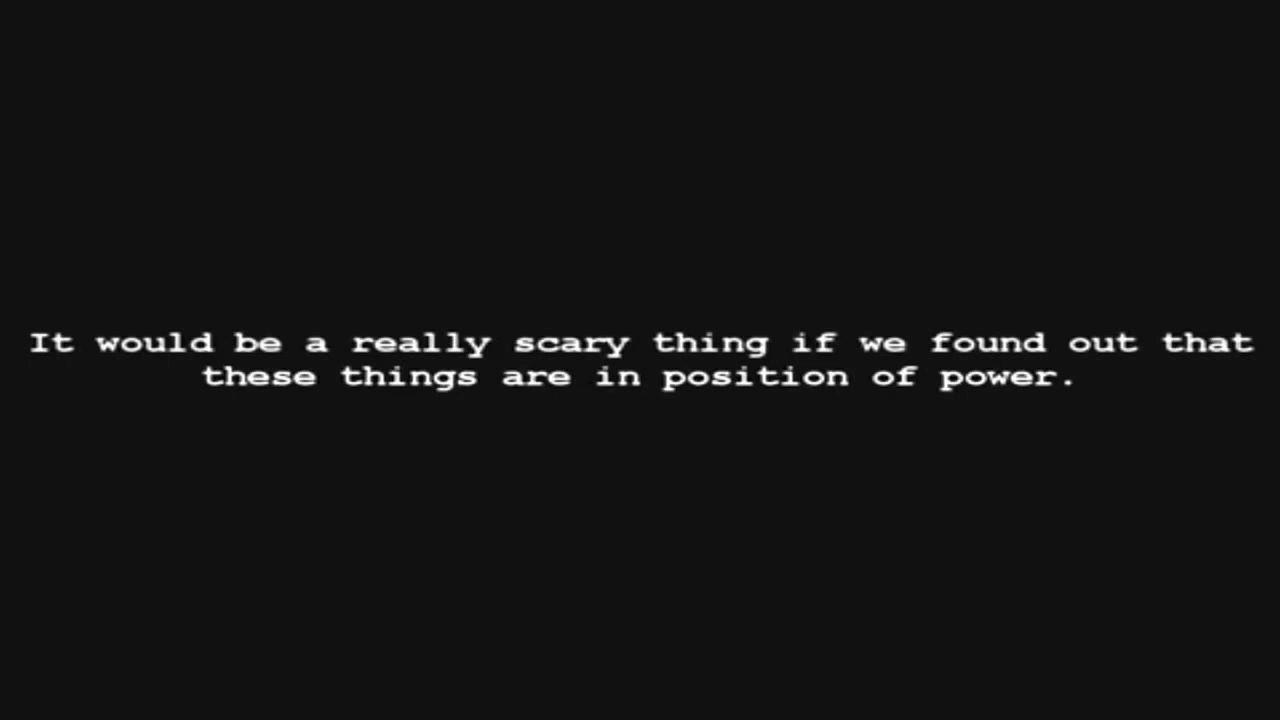 It would be a really scary thing if we found out that
these things are in position of power.